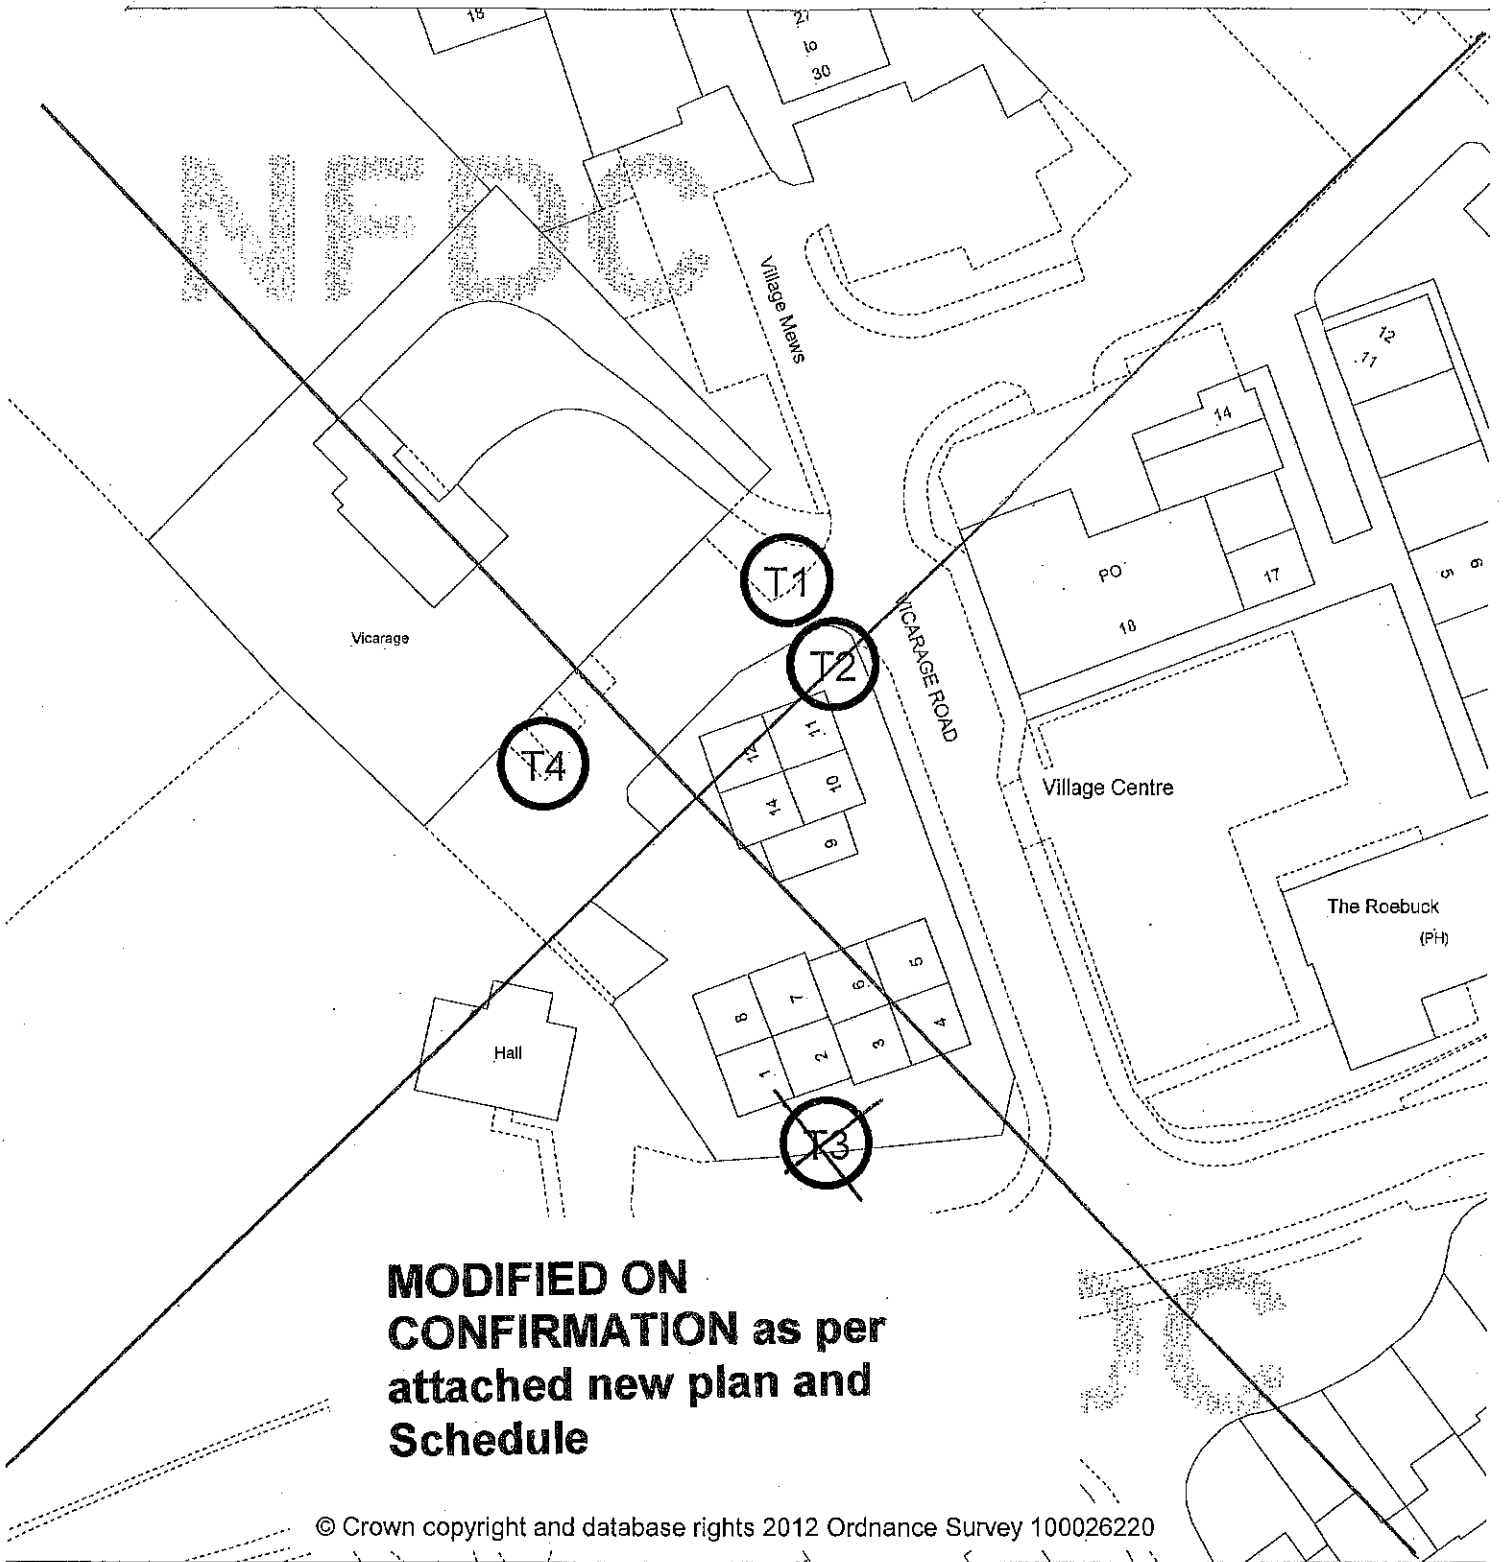 18
21
to
30
NFDC
Village Mews
12
11
14
PO
17
18
5 6
T1
VICARAGE ROAD
Vicarage
T2
11
12
10
14
9
T4
Village Centre
The Roebuck
(PH)
5
6
7
8
4
3
2
1
Hall
T3
MODIFIED ON
CONFIRMATION as per
attached new plan and
Schedule
© Crown copyright and database rights 2012 Ordnance Survey 100026220